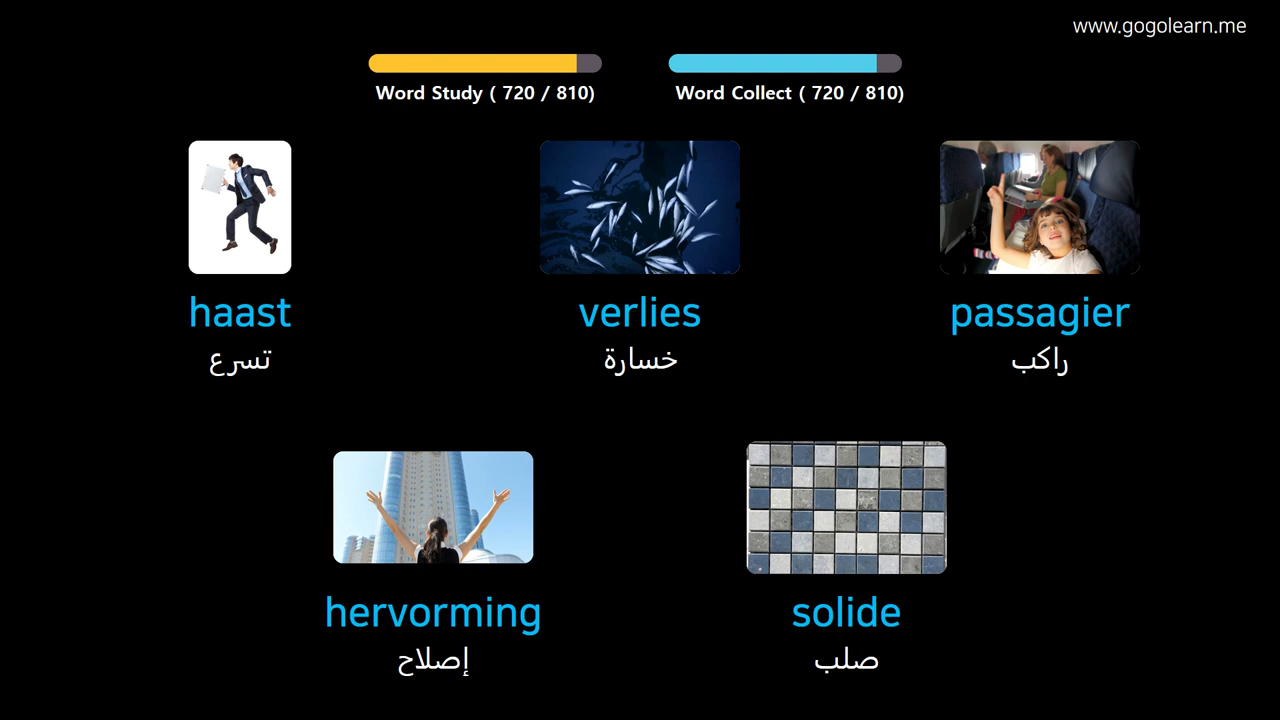 www.gogolearn.me
Word Study ( 720 / 810)
Word Collect ( 720 / 810)
haast
تسرع
verlies
خسارة
passagier
راكب
hervorming
إصلاح
solide
صلب